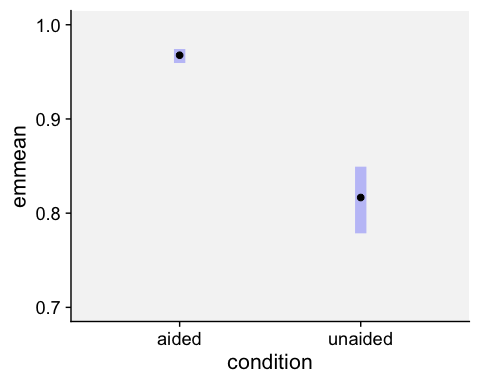 1.0
0.9
0.8
0.7
emmean
aided
unaided
condition